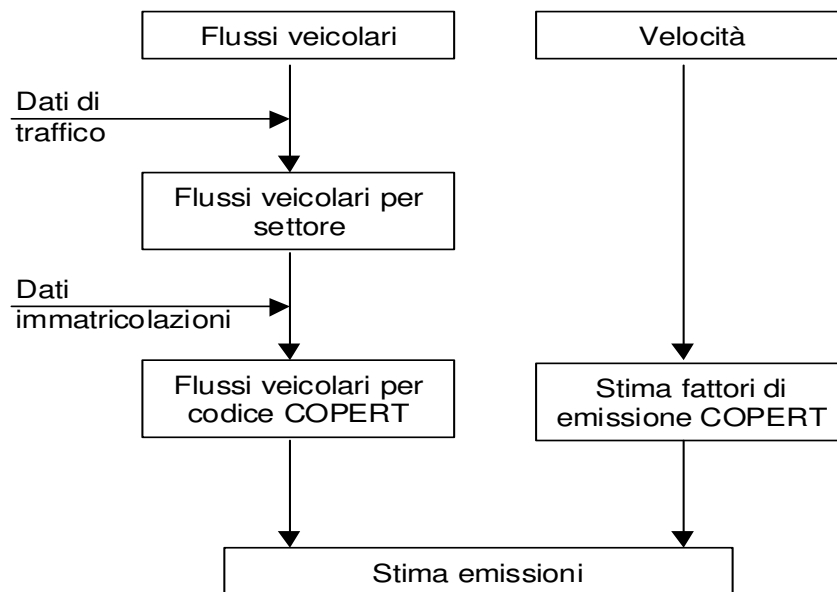 Flussi veicolari
Velocità
Dati di
traffico
Flussi veicolari per
settore
Dati
immatricolazioni
Flussi veicolari per
codice COPERT
Stima fattori di
emissione COPERT
Stima emissioni